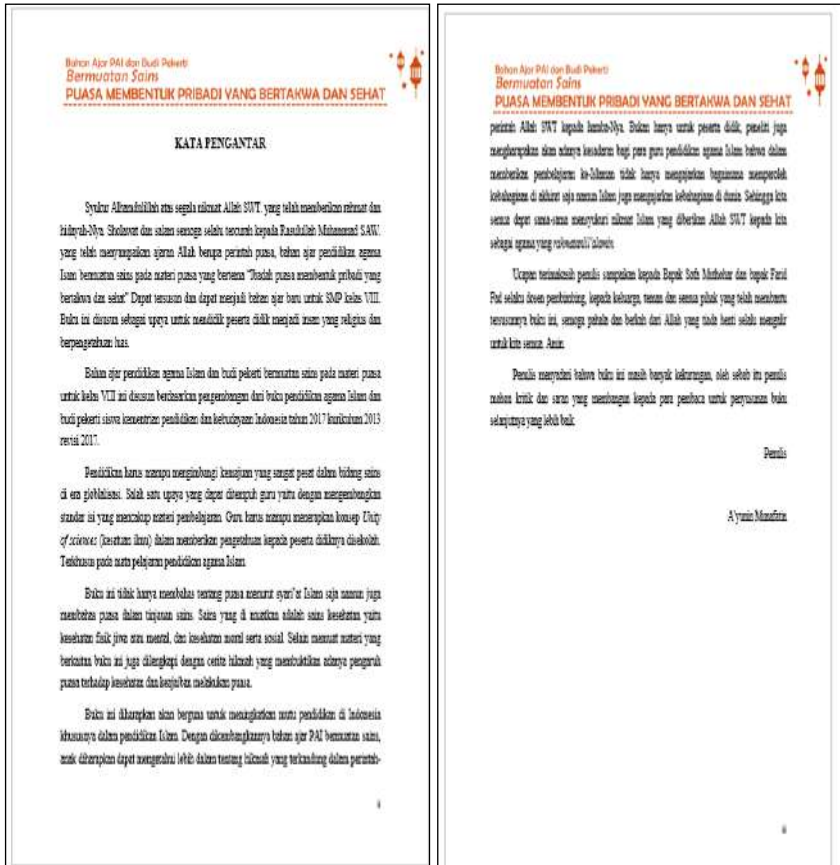 Bahan Ajar PAI dan Budi Pekerti
Bermuatan Sains
PUASA MEMBENTUK PRIBADI YANG BERTAKWA DAN SEHAT
KATA PENGANTAR
Syukur Alhamdulillah atas segala nikmat Allah SWT. yang telah memberikan rahmat dan
hidayah-Nya. Sholawat dan salam semoga selalu tercurah kepada Rasulullah Muhammad SAW.
yang telah menyampaikan ajaran Allah berupa perintah puasa, bahan ajar pendidikan agama
Isam bermuatan sains pada materi puasa yang bertema "Ibadah puasa membentuk pribadi yang
bertakwa dan sehat" Dapat tersusun dan dapat menjadi bahan ajar baru untuk SMP kelas VIII.
Buku ini disusun sebagai upaya untuk mendidik peserta didik menjadi insan yang religius dan
berpengetahuan luas.
Bahan ajar pendidikan agama Islam dan budi pekerti bermuatan sains pada materi puasa
untuk kelas VIII ini disusun berdasarkan pengembangan dari buku pendidikan agama Islam dan
budi pekerti siswa kementrian pendidikan dan kebudayaan Indonesia tahun 2017 kurikulum 2013
revisi 2017.
Pendidikan harus mampu mengimbangi kemajuan yang sangat pesat dalam bidang sains
di era globlalisasi. Salah satu upaya yang dapat ditempuh guru yaitu dengan mengembangkan
standar isi yang mencakup materi pembelajaran. Guru harus mampu menerapkan konsep Unity
of sciences (kesatuan ilmu) dalam memberikan pengetahuan kepada peserta didiknya disekolah.
Terkhusus pada mata pelajaran pendidikan agama Islam.
Buku ini tidak hanya membahas tentang puasa menurut syari'at Islam saja namun juga
membahas puasa dalam tinjauan sains. Sains yang di muatkan adalah sains kesehatan yaitu
kesehatan fisik jiwa atau mental, dan kesehatan moral serta sosial. Selain memuat materi yang
berkaitan buku ini juga dilengkapi dengan cerita hikmah yang membuktikan adanya pengaruh
puasa terhadap kesehatan dan keajaiban melakukan puasa.
Buku ini diharapkan akan berguna untuk meningkatkan mutu pendidikan di Indonesia
khususnya dalam pendidikan Islam. Dengan dikembangkannya bahan ajar PAI bermuatan sains,
anak diharapkan dapat mengetahui lebih dalam tentang hikmah yang terkandung dalam perintah-
ii
Bahan Ajar PAI dan Budi Pekerti
Bermuatan Sains
PUASA MEMBENTUK PRIBADI YANG BERTAKWA DAN SEHAT
perintah Allah SWT kepada hamba-Nya. Bukan hanya untuk peserta didik, peneliti juga
mengharapakan akan adanya kesadaran bagi para guru pendidikan agama Islam bahwa dalam
memberikan pembelajaran ke-Islaman tidak hanya mengajarkan bagaimana memperoleh
kebahagian di akhirat saja namun Islam juga mengajarkan kebahagiaan di dunia. Sehingga kita
semua dapat sama-sama mensyukuri nikmat Islam yang diberikan Allah SWT kepada kita
sebagai agama yang
Ucapan terimakasih penulis sampaikan kepada Bapak Sofa Muthohar dan bapak Farid
Fad selaku dosen pembimbing, kepada keluarga, teman dan semua pihak yang telah membantu
tersusunnya buku ini, semoga pahala dan berkah dari Allah yang tiada henti selalu mengalir
untuk kita semua. Amin.
Penulis menyadari bahwa buku ini masih banyak kekurangan, oleh sebab itu penulis
mohon kritik dan saran yang membangun kepada para pembaca untuk penyusunan buku
selanjutnya yang lebih baik.
Penulis
A'yunin Munafatin